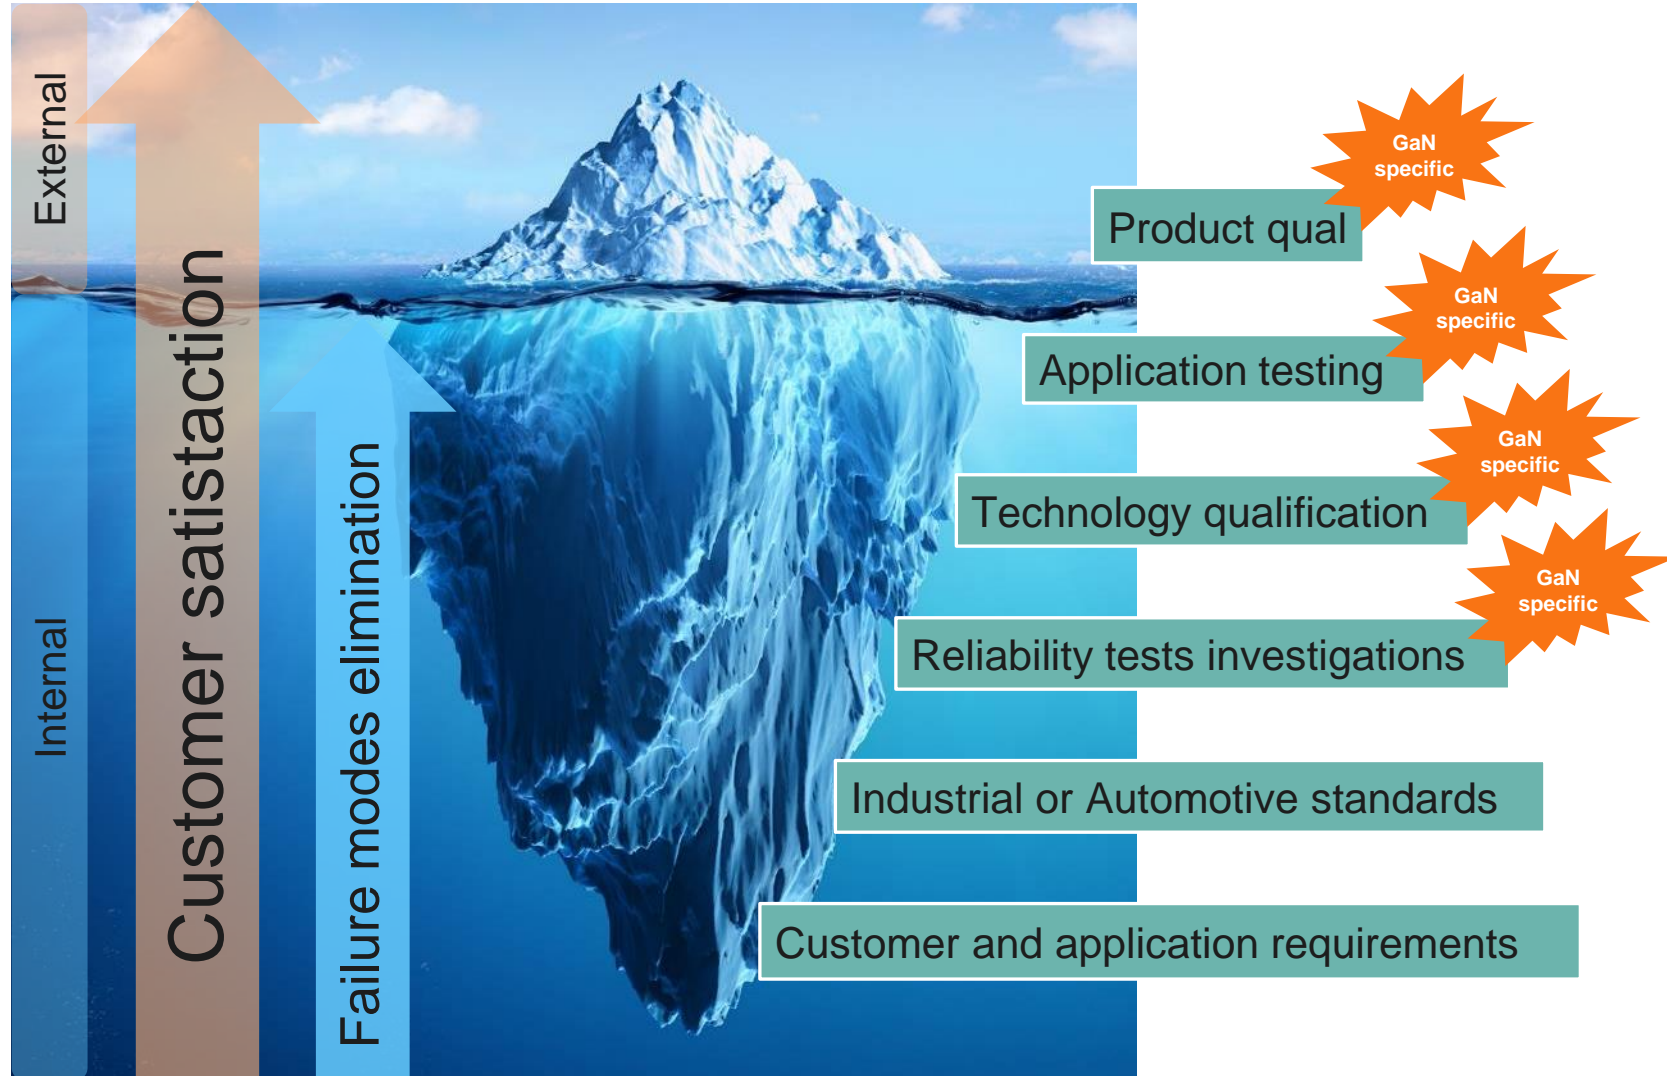 External
Internal
Customer satistaction
Failure modes elimination
GaN
specific
Product qual
GaN
specific
Application testing
GaN
specific
Technology qualification
GaN
specific
Reliability tests investigations
Industrial or Automotive standards
Customer and application requirements